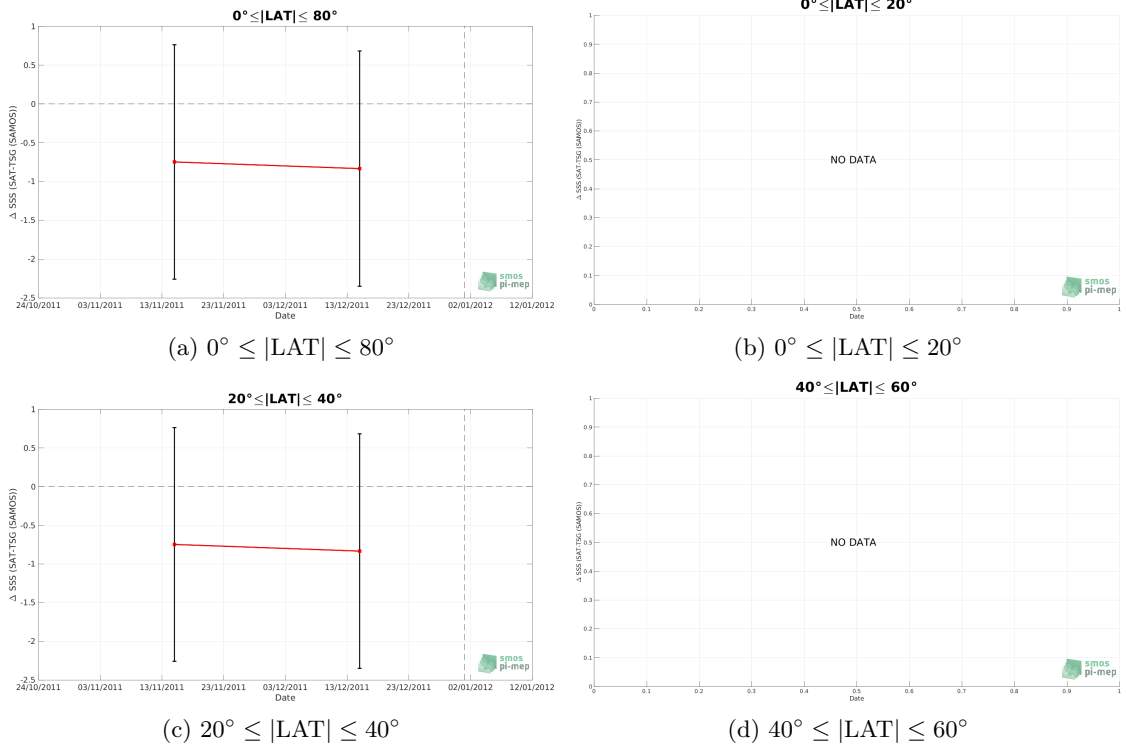 0°≤|LAT|≤ 80°
1
0.5
0
-0.5
-1
-1.5
-2
-2.5
Δ SSS (SAT-TSG (SAMOS))
24/10/2011 03/11/2011 13/11/2011 23/11/2011 03/12/2011 13/12/2011 23/12/2011 02/01/2012 12/01/2012
Date
smos
pi-mep
(a) 0° ≤ |LAT| ≤ 80°
0°≤|LAT|≤ 20°
1
0.9
0.8
0.7
0.6
0.5
0.4
0.3
0.2
0.1
0
Δ SSS (SAT-TSG (SAMOS))
NO DATA
0 0.1 0.2 0.3 0.4 0.5 0.6 0.7 0.8 0.9 1
Date
smos
pi-mep
(b) 0° ≤ |LAT| ≤ 20°
20°≤|LAT|≤ 40°
1
0.5
0
-0.5
-1
-1.5
-2
-2.5
Δ SSS (SAT-TSG (SAMOS))
24/10/2011 03/11/2011 13/11/2011 23/11/2011 03/12/2011 13/12/2011 23/12/2011 02/01/2012 12/01/2012
Date
smos
pi-mep
(c) 20° ≤ |LAT| ≤ 40°
40°≤|LAT|≤ 60°
1
0.9
0.8
0.7
0.6
0.5
0.4
0.3
0.2
0.1
0
Δ SSS (SAT-TSG (SAMOS))
NO DATA
0 0.1 0.2 0.3 0.4 0.5 0.6 0.7 0.8 0.9 1
Date
smos
pi-mep
(d) 40° ≤ |LAT| ≤ 60°